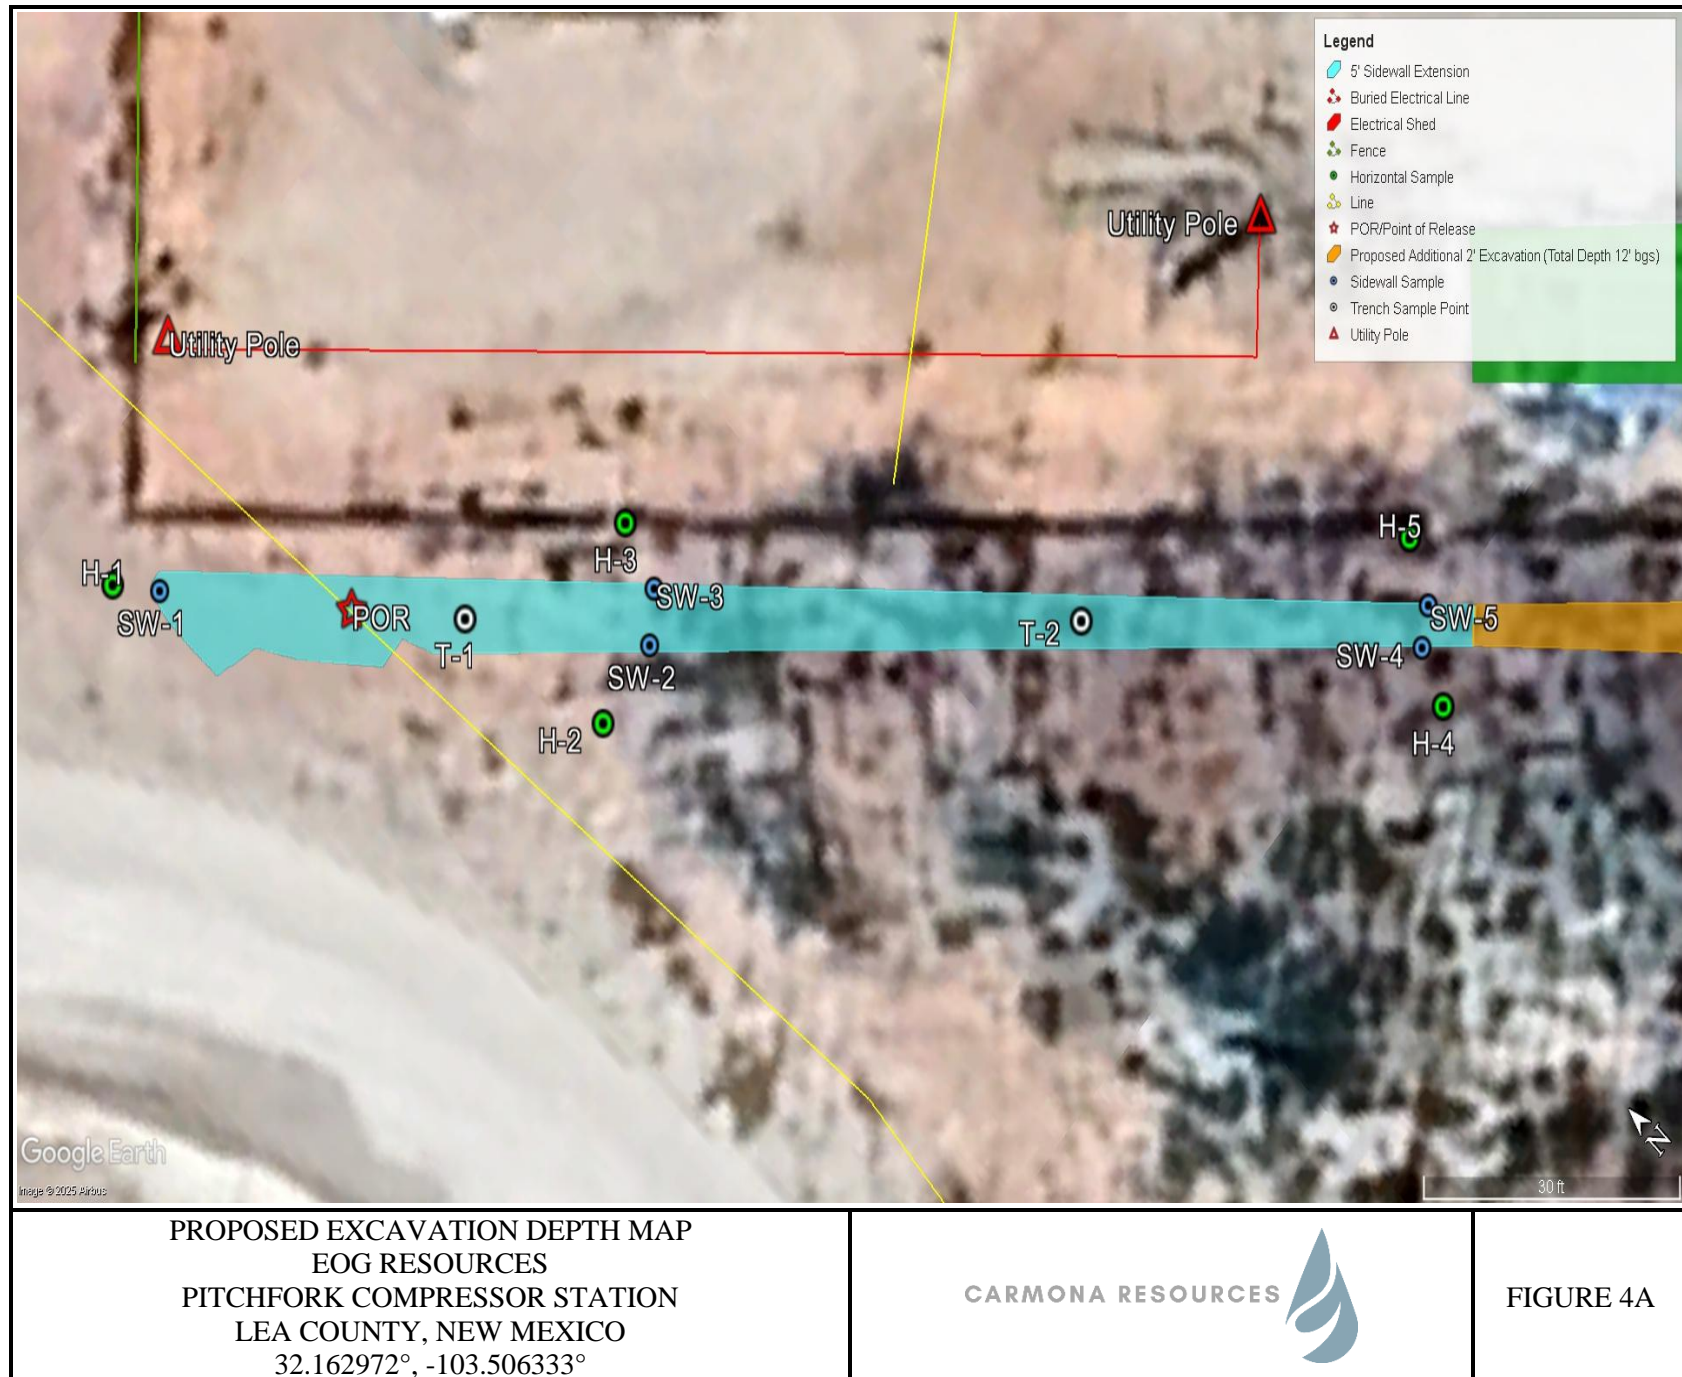 Legend
5' Sidewall Extension
Buried Electrical Line
Electrical Shed
Fence
Horizontal Sample
Line
POR/Point of Release
Proposed Additional 2' Excavation (Total Depth 12' bgs)
Sidewall Sample
Trench Sample Point
Utility Pole
Utility Pole
Utility Pole
H-3
H-5
H-1
SW-1
POR
T-1
SW-3
SW-2
T-2
SW-5
SW-4
H-2
H-4
N
Google Earth
Image © 2025 Airbus
30 ft
PROPOSED EXCAVATION DEPTH MAP
EOG RESOURCES
PITCHFORK COMPRESSOR STATION
LEA COUNTY, NEW MEXICO
32.162972°, -103.506333°
CARMONA RESOURCES
FIGURE 4A